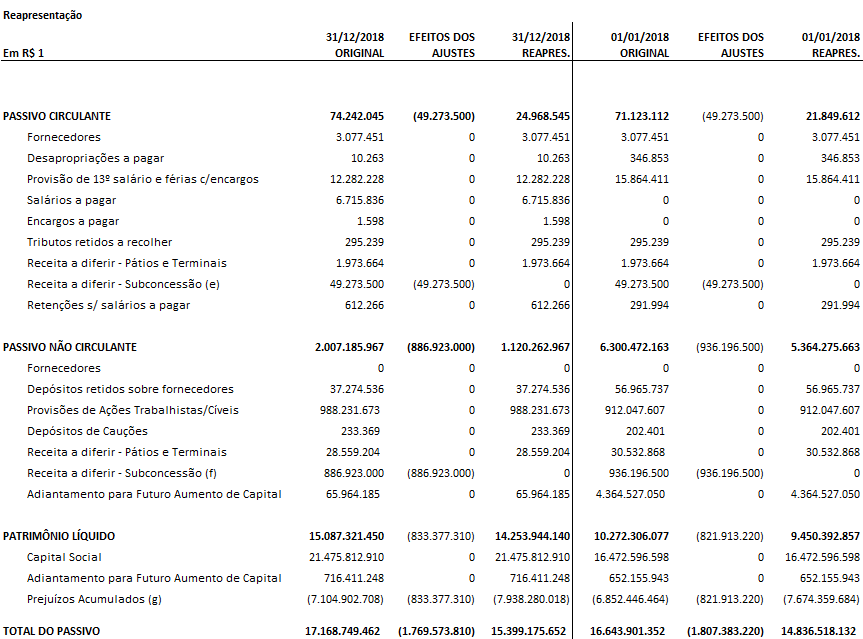 Reapresentação
31/12/2018 EFEITOS DOS 31/12/2018 01/01/2018 EFEITOS DOS 01/01/2018
Em R$ 1 ORIGINAL AJUSTES REAPRES. ORIGINAL AJUSTES REAPRES.
PASSIVO CIRCULANTE 74.242.045 (49.273.500) 24.968.545 71.123.112 (49.273.500) 21.849.612
Fornecedores 3.077.451 0 3.077.451 3.077.451 0 3.077.451
Desapropriações a pagar 10.263 0 10.263 346.853 0 346.853
Provisão de 13º salário e férias c/encargos 12.282.228 0 12.282.228 15.864.411 0 15.864.411
Salários a pagar 6.715.836 0 6.715.836 0 0 0
Encargos a pagar 1.598 0 1.598 0 0 0
Tributos retidos a recolher 295.239 0 295.239 295.239 0 295.239
Receita a diferir - Pátios e Terminais 1.973.664 0 1.973.664 1.973.664 0 1.973.664
Receita a diferir - Subconcessão (e) 49.273.500 (49.273.500) 0 49.273.500 (49.273.500) 0
Retenções s/ salários a pagar 612.266 0 612.266 291.994 0 291.994
PASSIVO NÃO CIRCULANTE 2.007.185.967 (886.923.000) 1.120.262.967 6.300.472.163 (936.196.500) 5.364.275.663
Fornecedores 0 0 0 0 0 0
Depósitos retidos sobre fornecedores 37.274.536 0 37.274.536 56.965.737 0 56.965.737
Provisões de Ações Trabalhistas/Cíveis 988.231.673 0 988.231.673 912.047.607 0 912.047.607
Depósitos de Cauções 233.369 0 233.369 202.401 0 202.401
Receita a diferir - Pátios e Terminais 28.559.204 0 28.559.204 30.532.868 0 30.532.868
Receita a diferir - Subconcessão (f) 886.923.000 (886.923.000) 0 936.196.500 (936.196.500) 0
Adiantamento para Futuro Aumento de Capital 65.964.185 0 65.964.185 4.364.527.050 0 4.364.527.050
PATRIMÔNIO LÍQUIDO 15.087.321.450 (833.377.310) 14.253.944.140 10.272.306.077 (821.913.220) 9.450.392.857
Capital Social 21.475.812.910 0 21.475.812.910 16.472.596.598 0 16.472.596.598
Adiantamento para Futuro Aumento de Capital 716.411.248 0 716.411.248 652.155.943 0 652.155.943
Prejuízos Acumulados (g) (7.104.902.708) (833.377.310) (7.938.280.018) (6.852.446.464) (821.913.220) (7.674.359.684)
TOTAL DO PASSIVO 17.168.749.462 (1.769.573.810) 15.399.175.652 16.643.901.352 (1.807.383.220) 14.836.518.132